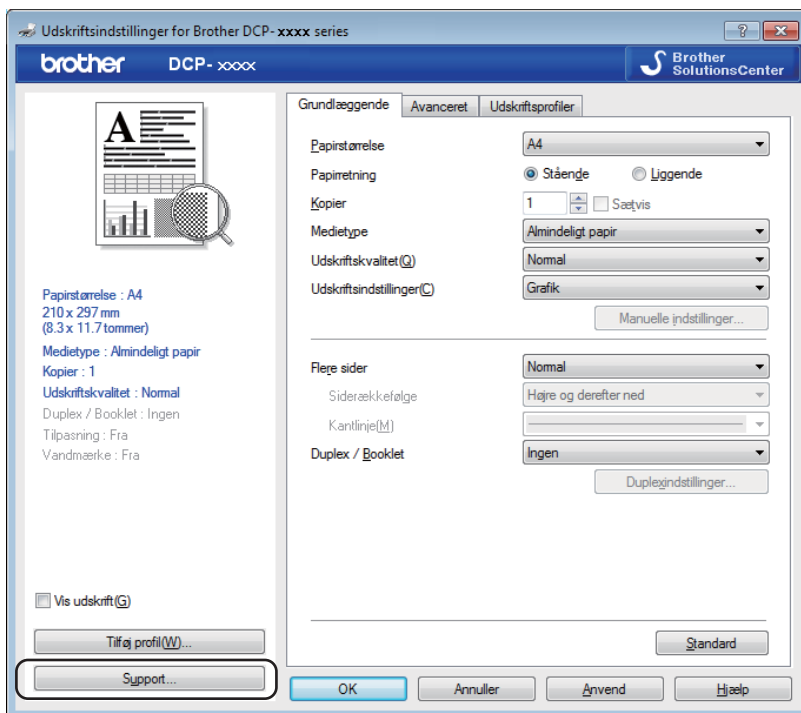 Udskriftsindstillinger for Brother DCP- xxxx series
brother DCP- xxxx
Brother
SolutionsCenter
A
Papirstørrelse : A4
210 x 297 mm
(8.3 x 11.7 tommer)
Medietype : Almindeligt papir
Kopier : 1
Udskriftskvalitet : Normal
Duplex / Booklet : Ingen
Tilpasning : Fra
Vandmærke : Fra
Vis udskrift(G)
Tilføj profil(W)...
Support...
Grundlæggende Avanceret Udskriftsprofiler
Papirstørrelse A4
Papirretning Stående Liggende
Kopier 1 Sætvis
Medietype Almindeligt papir
Udskriftskvalitet(Q) Normal
Udskriftsindstillinger(C) Grafik
Manuelle indstillinger...
Flere sider Normal
Siderækkefølge Højre og derefter ned
Kantlinje(M)
Duplex / Booklet Ingen
Duplexindstillinger...
Standard
OK Annuller Anvend Hjælp